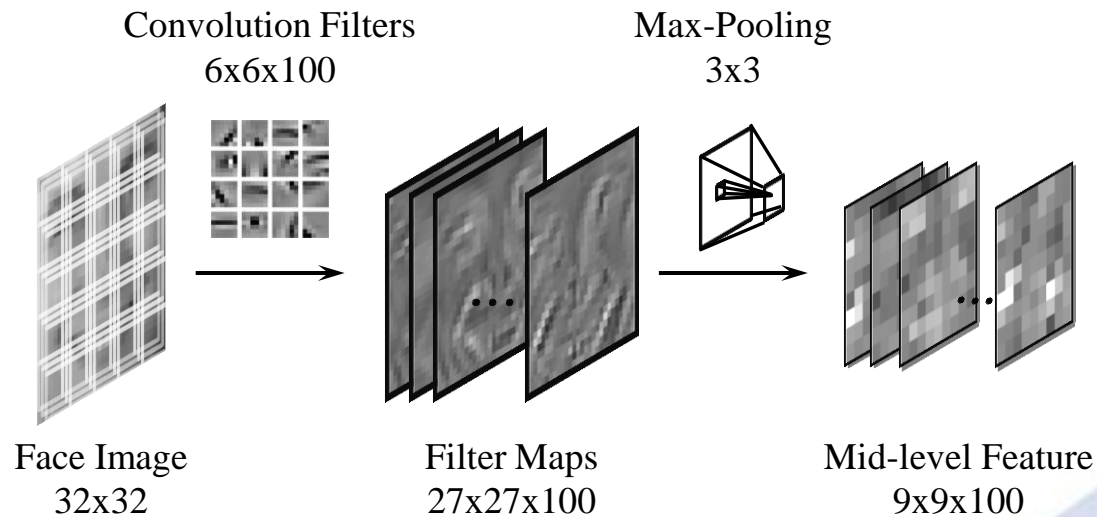 Convolution Filters
6x6x100
Max-Pooling
3x3
Face Image
32x32
Filter Maps
27x27x100
Mid-level Feature
9x9x100